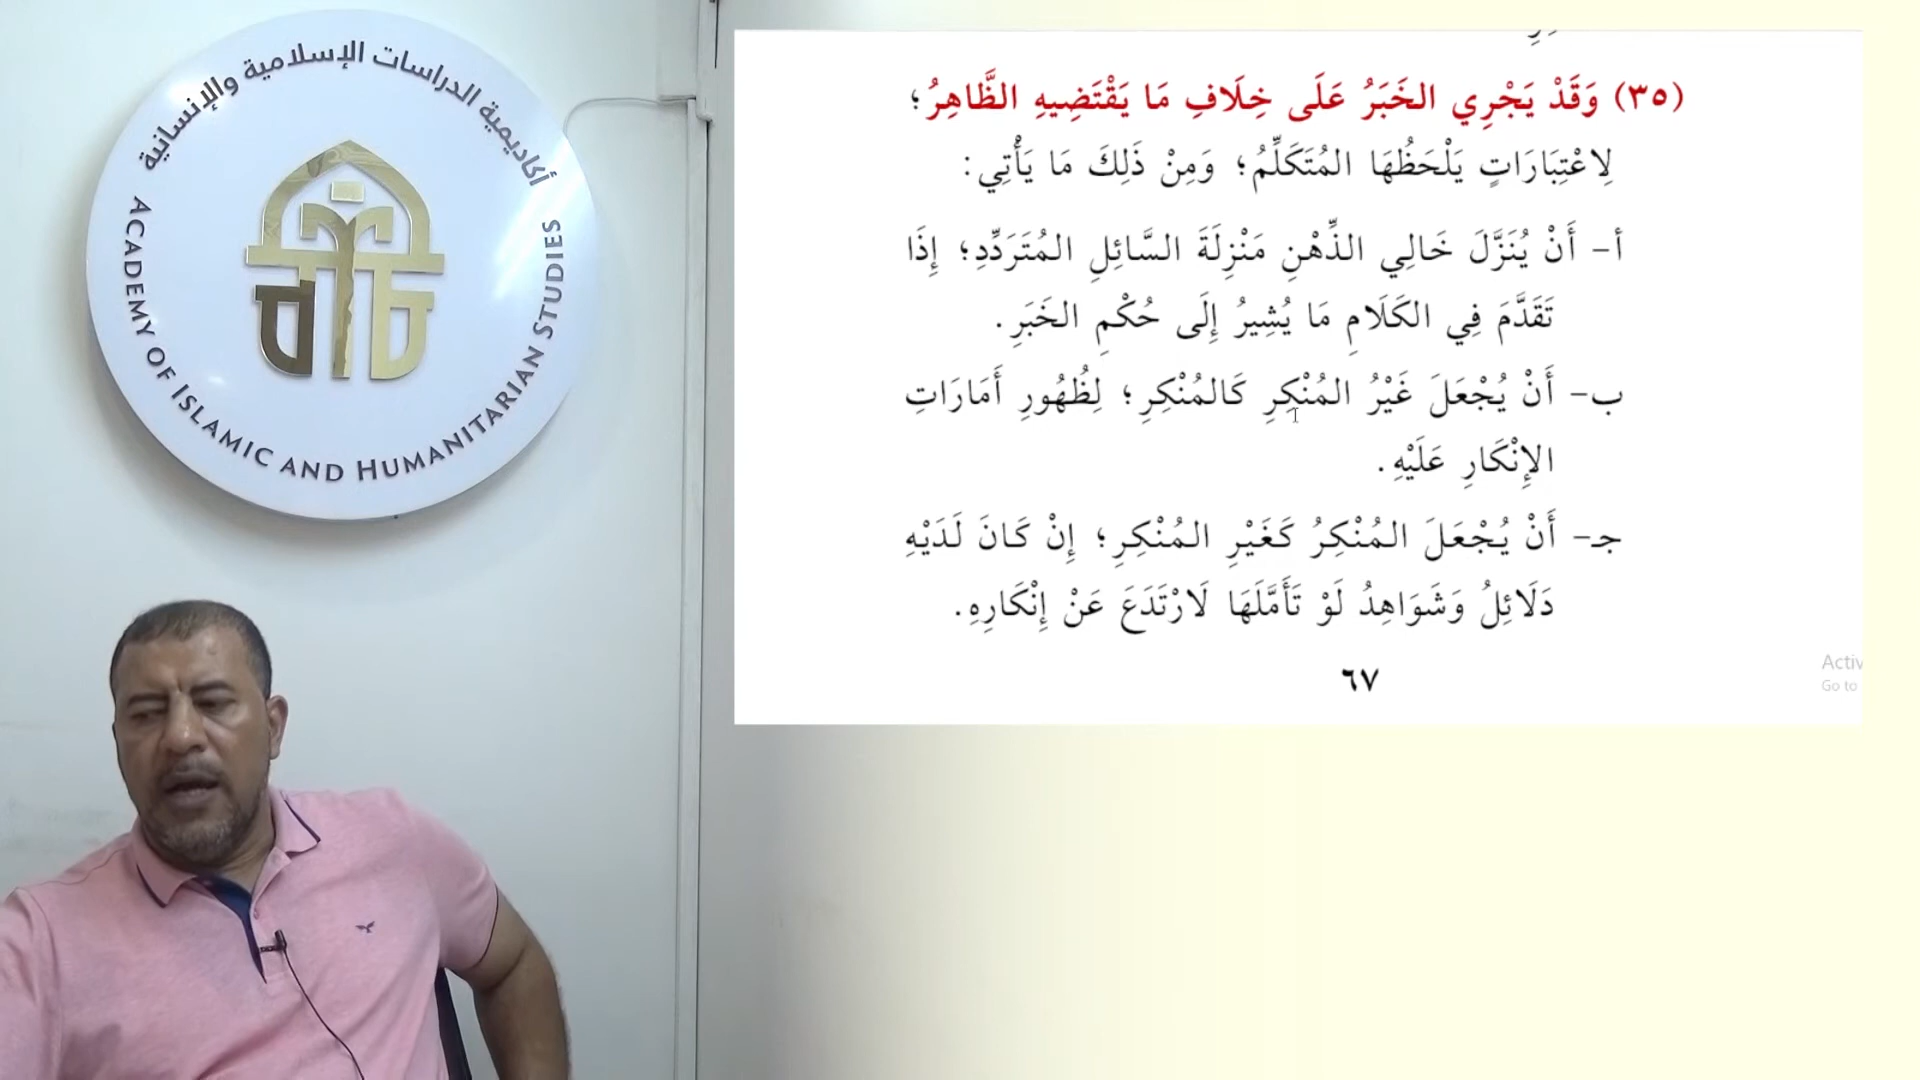 أكاديمية الدراسات الإسلامية والإنسانية
ACADEMY OF ISLAMIC AND HUMANITARIAN STUDIES
(٣٥) وَقَدْ يَجْرِي الخَبَرُ عَلَى خِلَافِ مَا يَقْتَضِيهِ الظَّاهِرُ؛
لِاعْتِبَارَاتٍ يَلْحَظُهَا المُتَكَلِّمُ؛ وَمِنْ ذَلِكَ مَا يَأْتِي:
أ- أَنْ يُنَزَّلَ خَالِي الذِّهْنِ مَنْزِلَةَ السَّائِلِ المُتَرَدِّدِ؛ إِذَا
تَقَدَّمَ فِي الكَلَامِ مَا يُشِيرُ إِلَى حُكْمِ الخَبَرِ.
ب- أَنْ يُجْعَلَ غَيْرُ المُنْكِرِ كَالمُنْكِرِ؛ لِظُهُورِ أَمَارَاتِ
الإِنْكَارِ عَلَيْهِ.
جـ- أَنْ يُجْعَلَ المُنْكِرُ كَغَيْرِ المُنْكِرِ؛ إِنْ كَانَ لَدَيْهِ
دَلَائِلُ وَشَوَاهِدُ لَوْ تَأَمَّلَهَا لَارْتَدَعَ عَنْ إِنْكَارِهِ.
٦٧
Activ
Go to